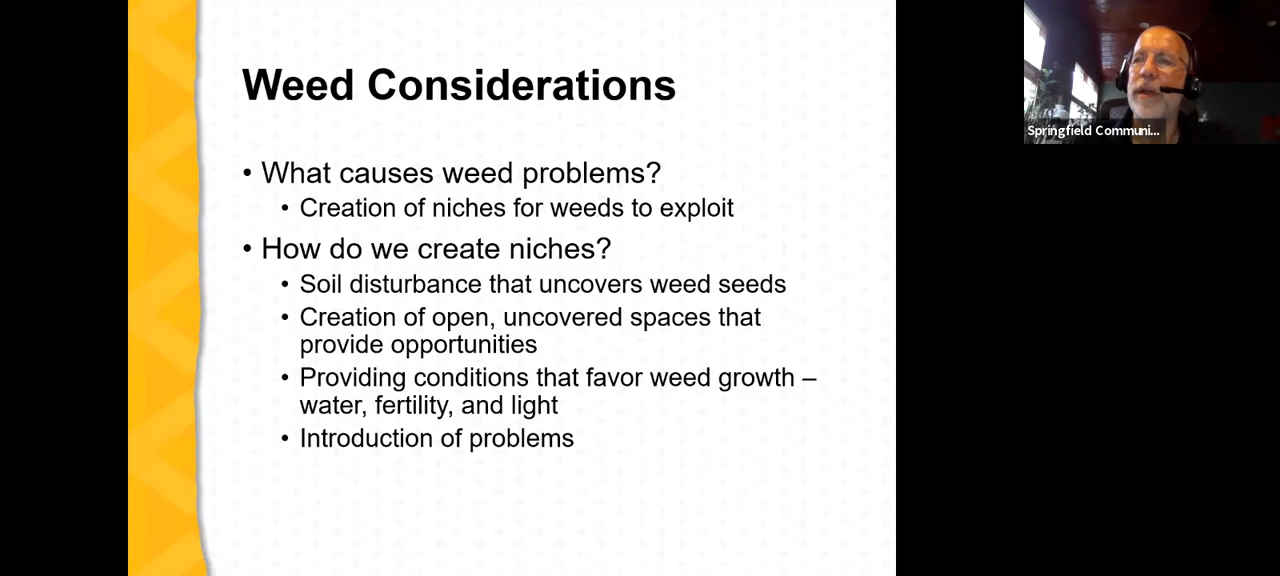 Weed Considerations
• What causes weed problems?
• Creation of niches for weeds to exploit
• How do we create niches?
• Soil disturbance that uncovers weed seeds
• Creation of open, uncovered spaces that
provide opportunities
• Providing conditions that favor weed growth –
water, fertility, and light
• Introduction of problems
Springfield Communi...